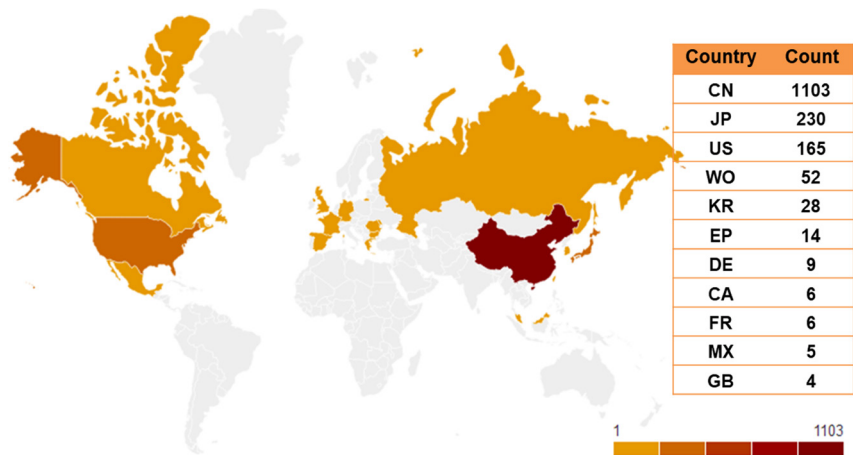 Country Count
CN 1103
JP 230
US 165
WO 52
KR 28
EP 14
DE 9
CA 6
FR 6
MX 5
GB 4
1 1103